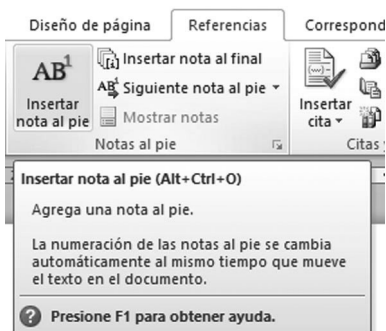 Diseño de página Referencias Correspond
AB¹ Insertar nota al final
AB¹ Siguiente nota al pie
Insertar nota al pie Mostrar notas Insertar cita
Notas al pie Citas y
Insertar nota al pie (Alt+Ctrl+O)
Agrega una nota al pie.
La numeración de las notas al pie se cambia
automáticamente al mismo tiempo que mueve
el texto en el documento.
Presione F1 para obtener ayuda.